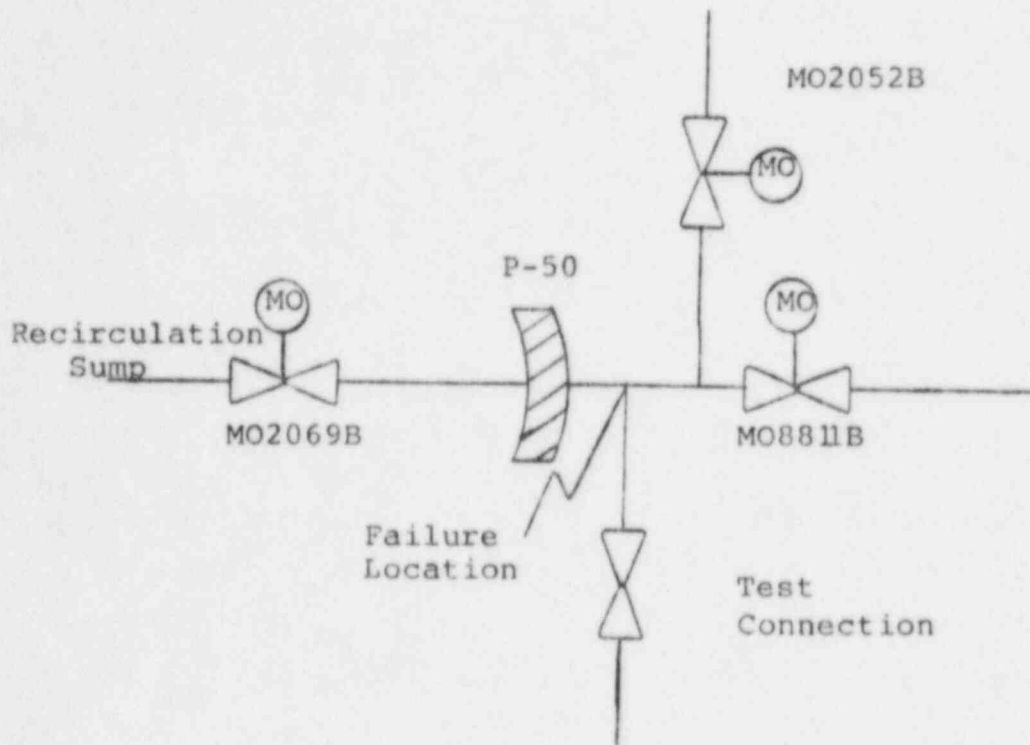 MO2052B
MO
P-50
MO
MO
Recirculation
Sump
MO2069B
MO8811B
Failure
Location
Test
Connection